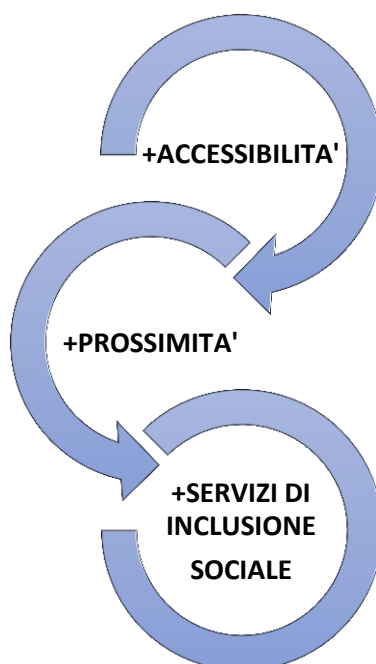 +ACCESSIBILITA'
+PROSSIMITA'
+SERVIZI DI
INCLUSIONE
SOCIALE